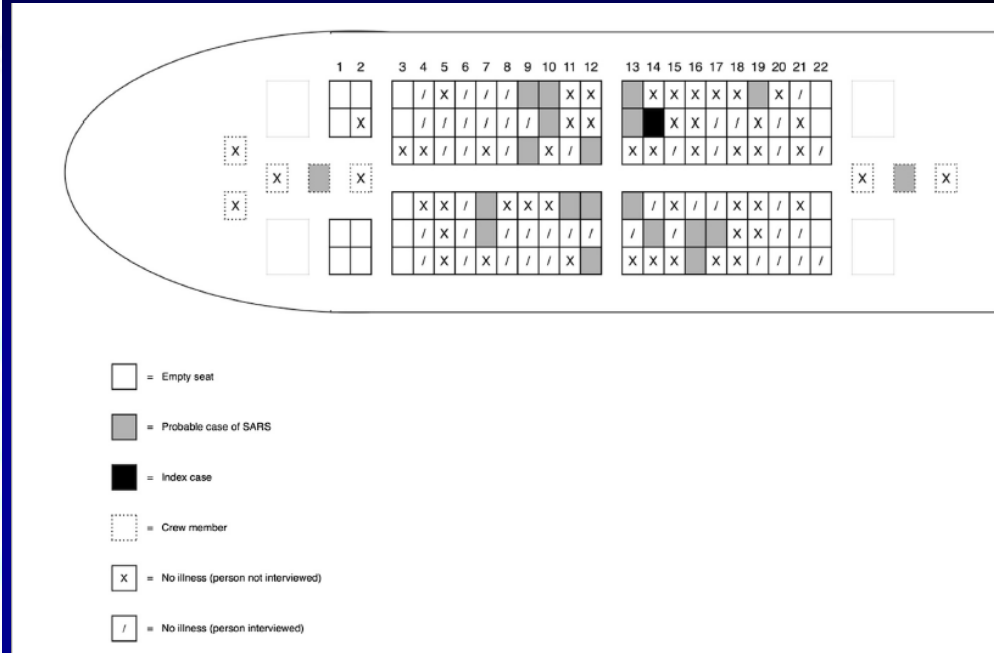 1 2 3 4 5 6 7 8 9 10 11 12 13 14 15 16 17 18 19 20 21 22
/ X / / / X X X X X X X X /
X / / / / / / X X X X / / X / X
X X X / / X / X / X X / X / X X / X /
X X X X
X X / X X X / X / / X X / X
X
/ X / / / / / / / / X X / /
/ X / X / / / X X X X X X / / / /
= Empty seat
= Probable case of SARS
= Index case
= Crew member
X = No illness (person not interviewed)
/ = No illness (person interviewed)